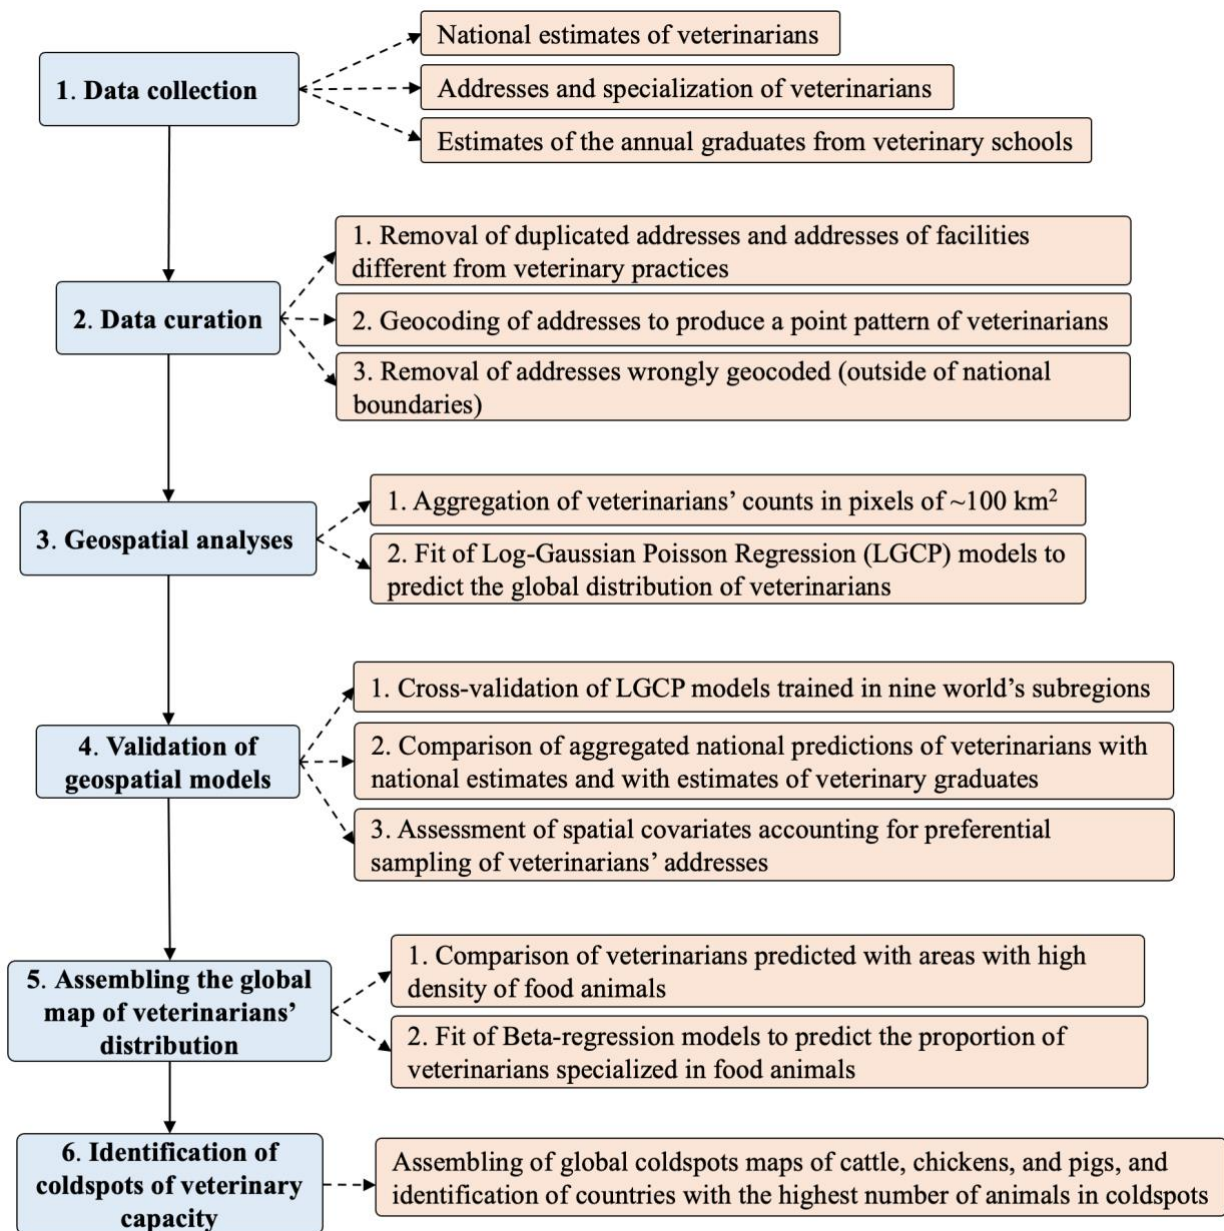 1. Data collection
National estimates of veterinarians
Addresses and specialization of veterinarians
Estimates of the annual graduates from veterinary schools
2. Data curation
1. Removal of duplicated addresses and addresses of facilities
different from veterinary practices
2. Geocoding of addresses to produce a point pattern of veterinarians
3. Removal of addresses wrongly geocoded (outside of national
boundaries)
3. Geospatial analyses
1. Aggregation of veterinarians’ counts in pixels of ~100 km²
2. Fit of Log-Gaussian Poisson Regression (LGCP) models to
predict the global distribution of veterinarians
4. Validation of
geospatial models
1. Cross-validation of LGCP models trained in nine world’s subregions
2. Comparison of aggregated national predictions of veterinarians with
national estimates and with estimates of veterinary graduates
3. Assessment of spatial covariates accounting for preferential
sampling of veterinarians’ addresses
5. Assembling the global
map of veterinarians’
distribution
1. Comparison of veterinarians predicted with areas with high
density of food animals
2. Fit of Beta-regression models to predict the proportion of
veterinarians specialized in food animals
6. Identification of
coldspots of veterinary
capacity
Assembling of global coldspots maps of cattle, chickens, and pigs, and
identification of countries with the highest number of animals in coldspots